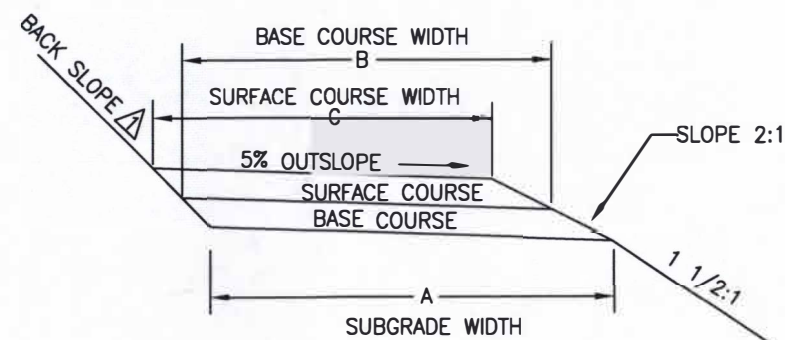 BASE COURSE WIDTH
B
BACK SLOPE 1
SURFACE COURSE WIDTH
C
SLOPE 2:1
5% OUTSLOPE
SURFACE COURSE
BASE COURSE
1 1/2:1
A
SUBGRADE WIDTH